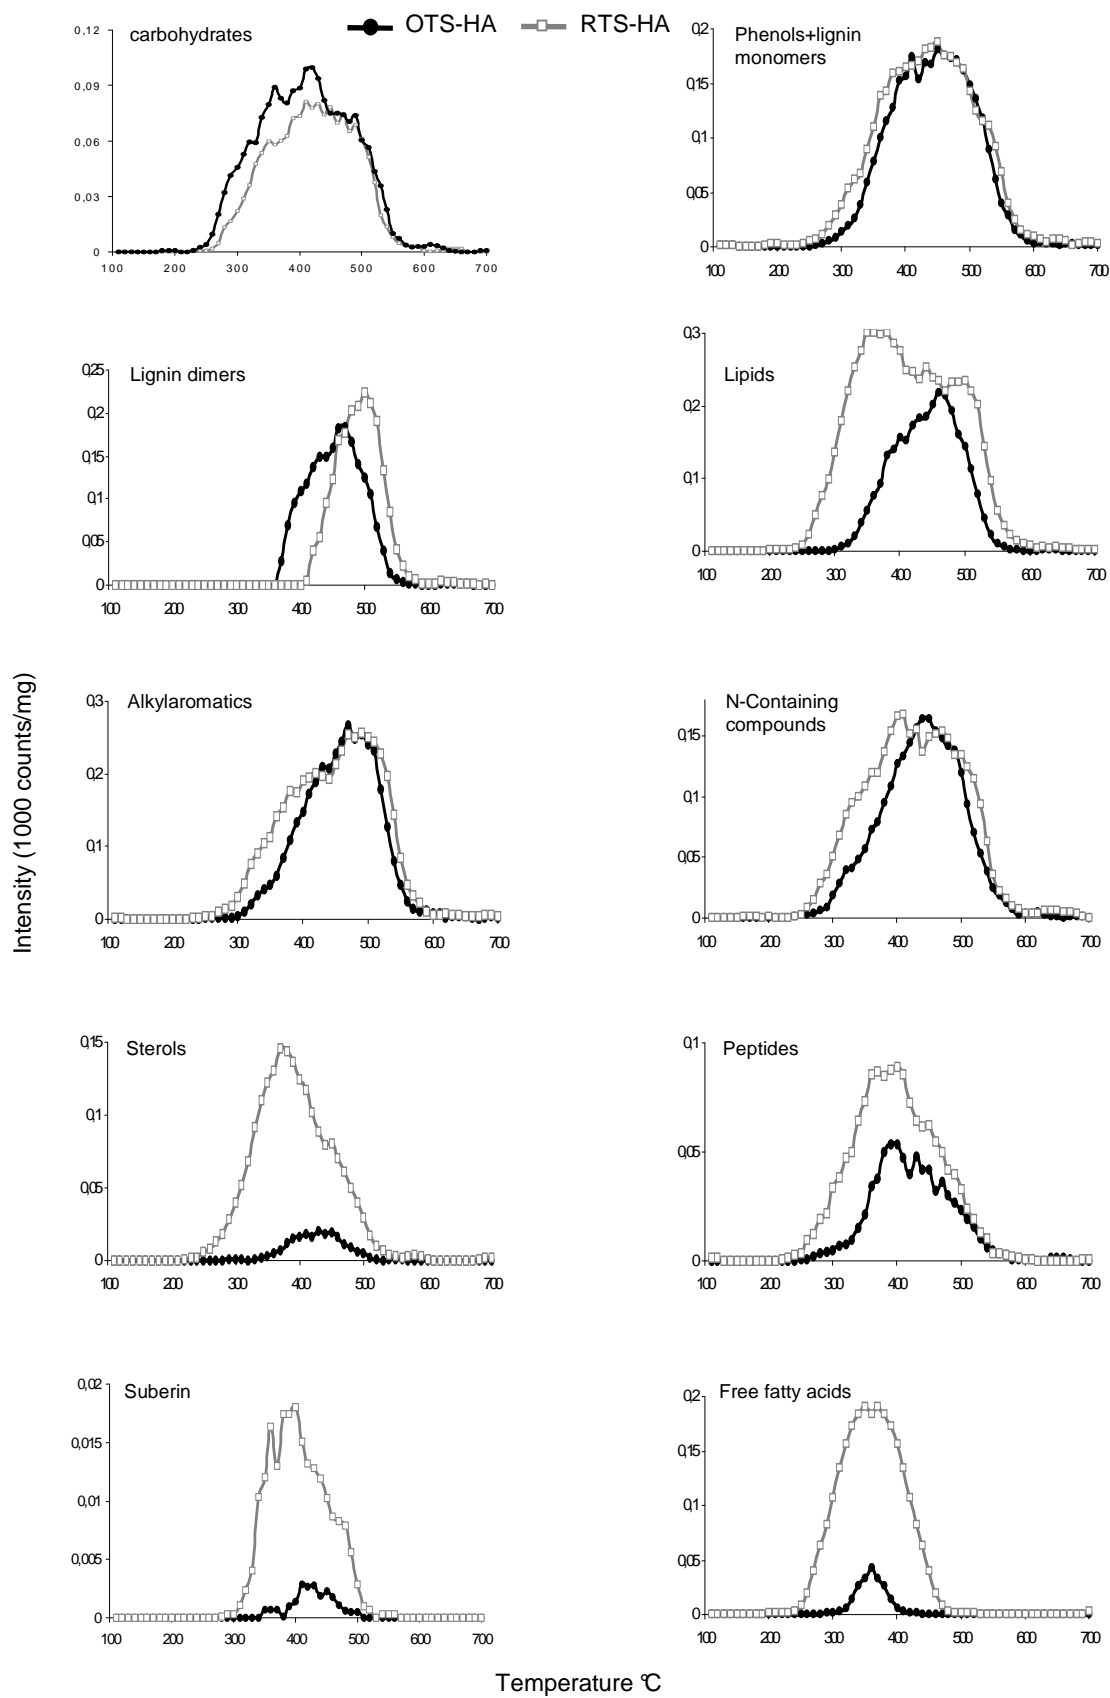 OTS-HA RTS-HA
carbohydrates
0,12
0,09
0,06
0,03
0
100 200 300 400 500 600 700
Phenols+lignin
monomers
0,2
0,15
0,1
0,05
0
100 200 300 400 500 600 700
Lignin dimers
0,25
0,2
0,15
0,1
0,05
0
100 200 300 400 500 600 700
Lipids
0,3
0,2
0,1
0
100 200 300 400 500 600 700
Intensity (1000 counts/mg)
Alkylaromatics
0,3
0,2
0,1
0
100 200 300 400 500 600 700
N-Containing
compounds
0,15
0,1
0,05
0
100 200 300 400 500 600 700
Sterols
0,15
0,1
0,05
0
100 200 300 400 500 600 700
Peptides
0,1
0,05
0
100 200 300 400 500 600 700
Suberin
0,02
0,015
0,01
0,005
0
100 200 300 400 500 600 700
Free fatty acids
0,2
0,15
0,1
0,05
0
100 200 300 400 500 600 700
Temperature °C